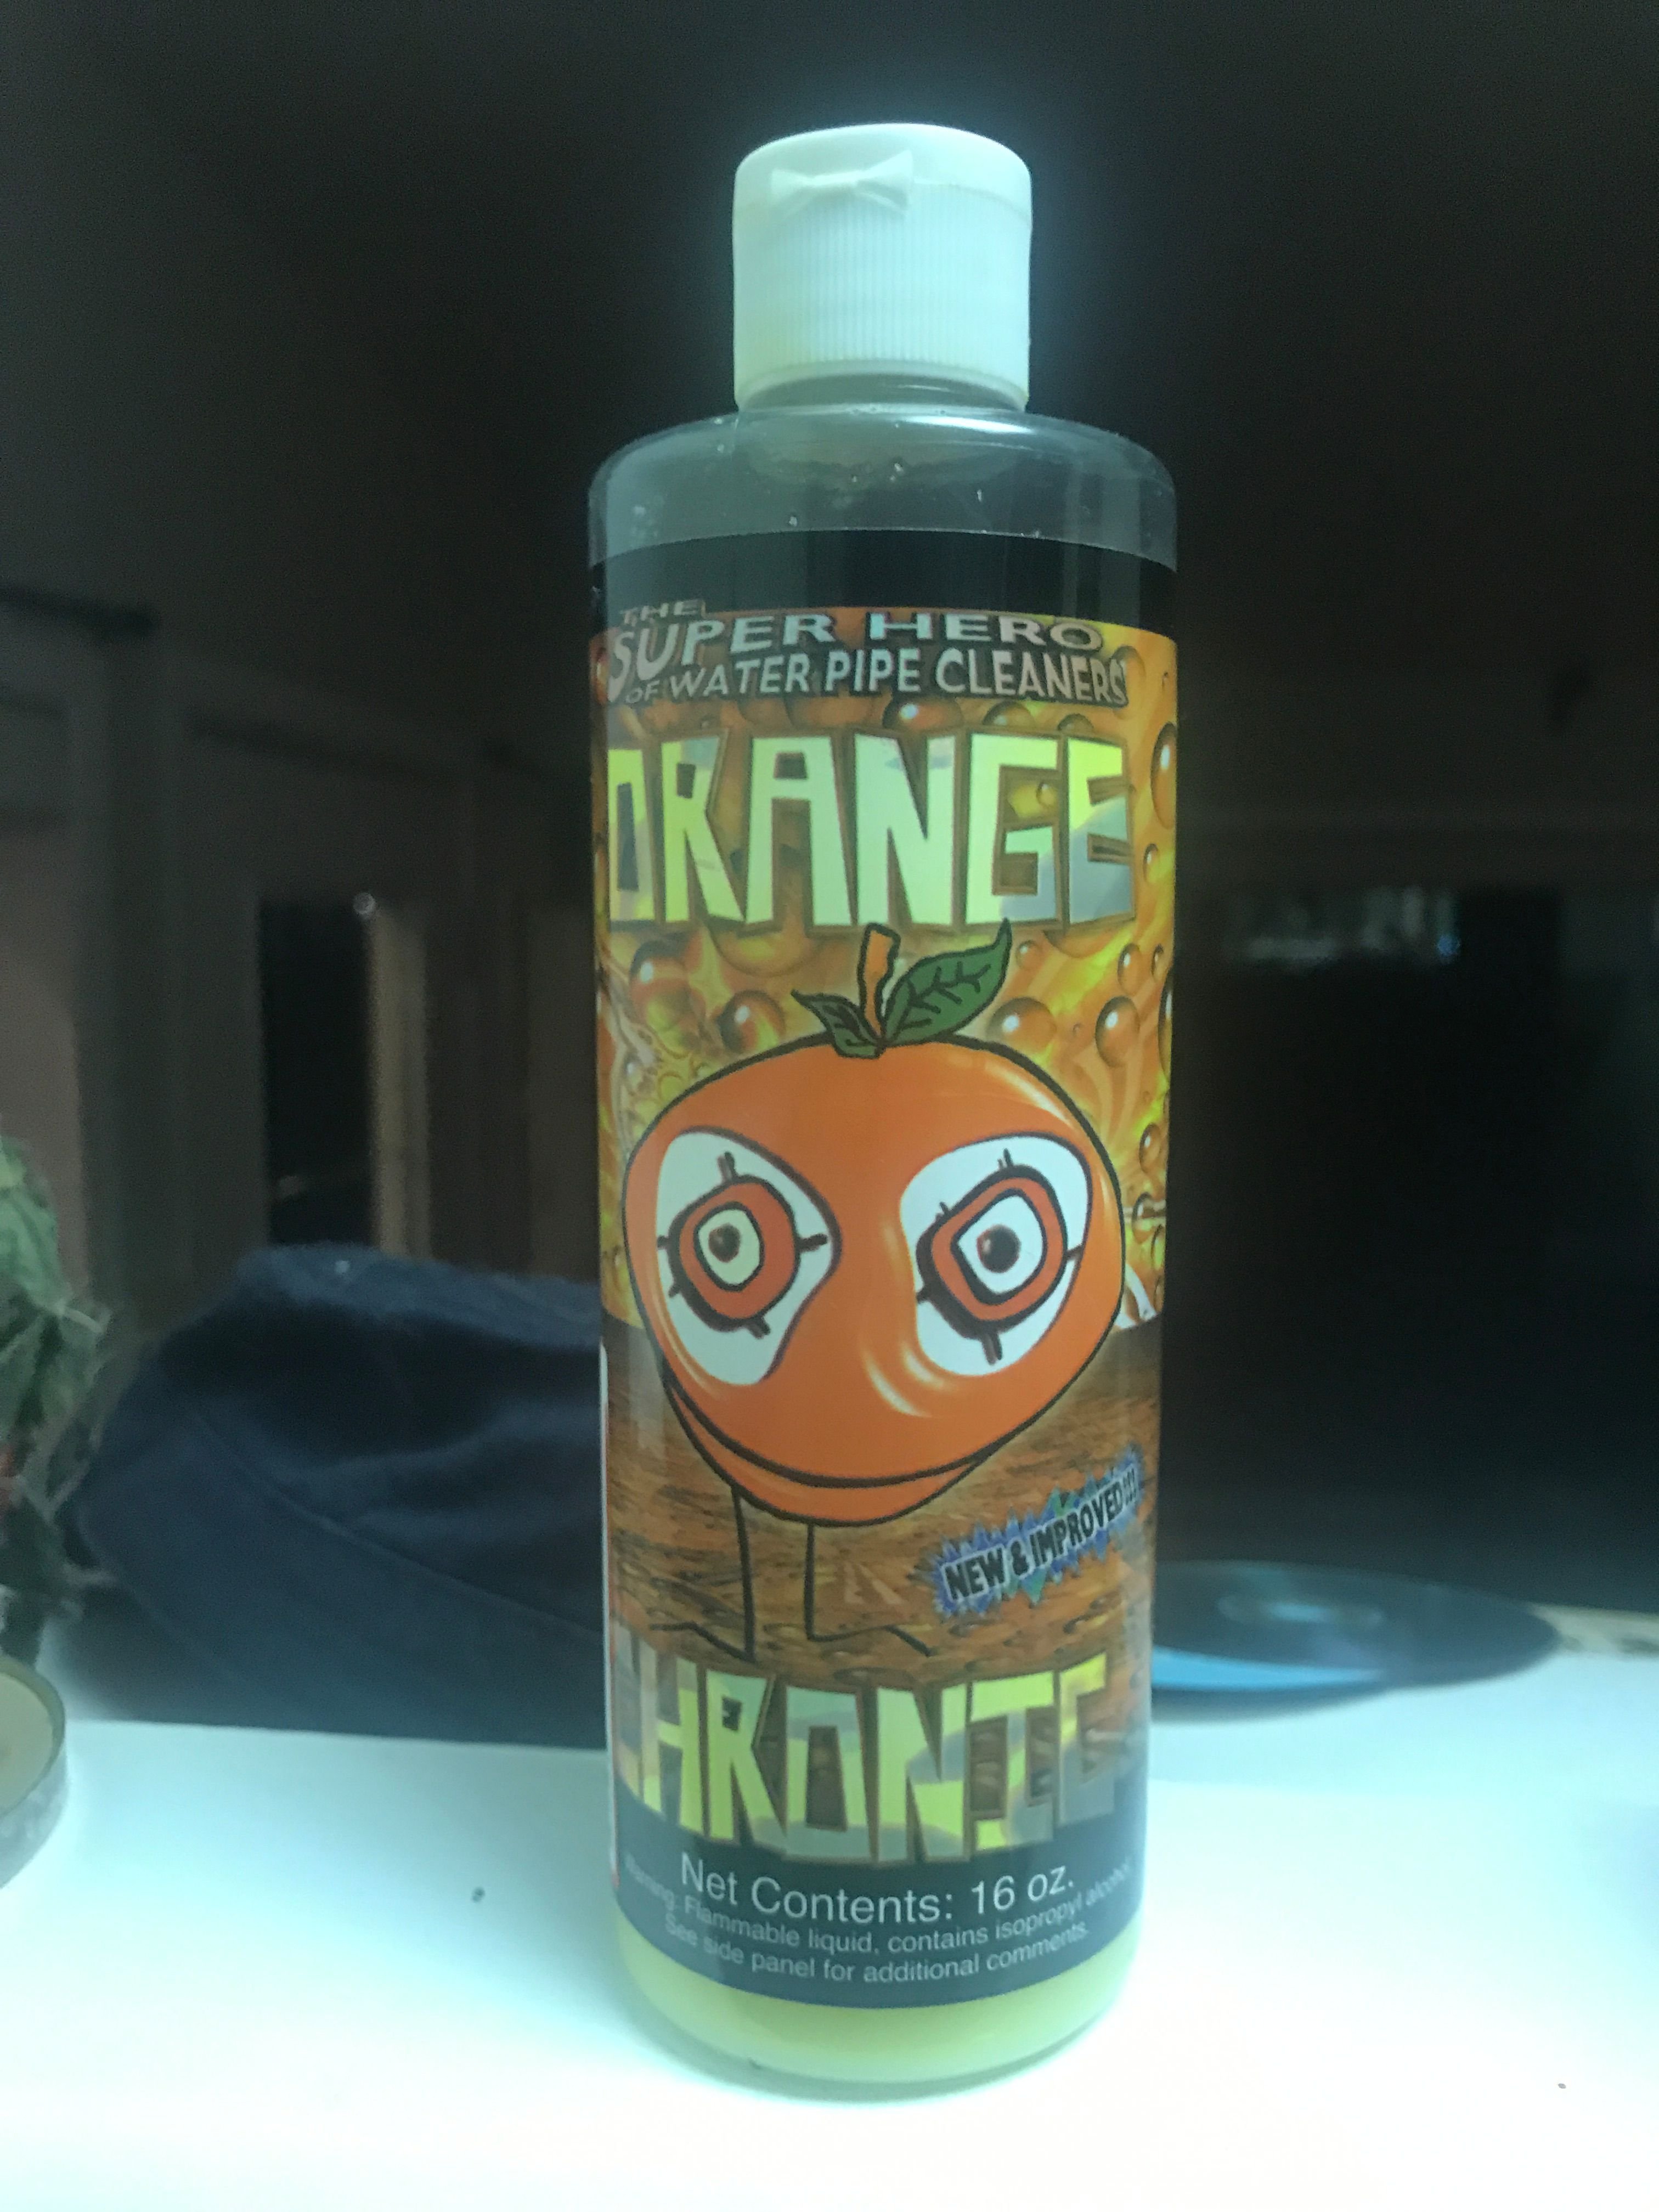 THE
SUPER HERO
OF WATER PIPE CLEANERS
ORANGE
NEW & IMPROVED!!!
CHRONIC
Net Contents: 16 oz.
Warning: Flammable liquid, contains isopropyl alcohol.
See side panel for additional comments.